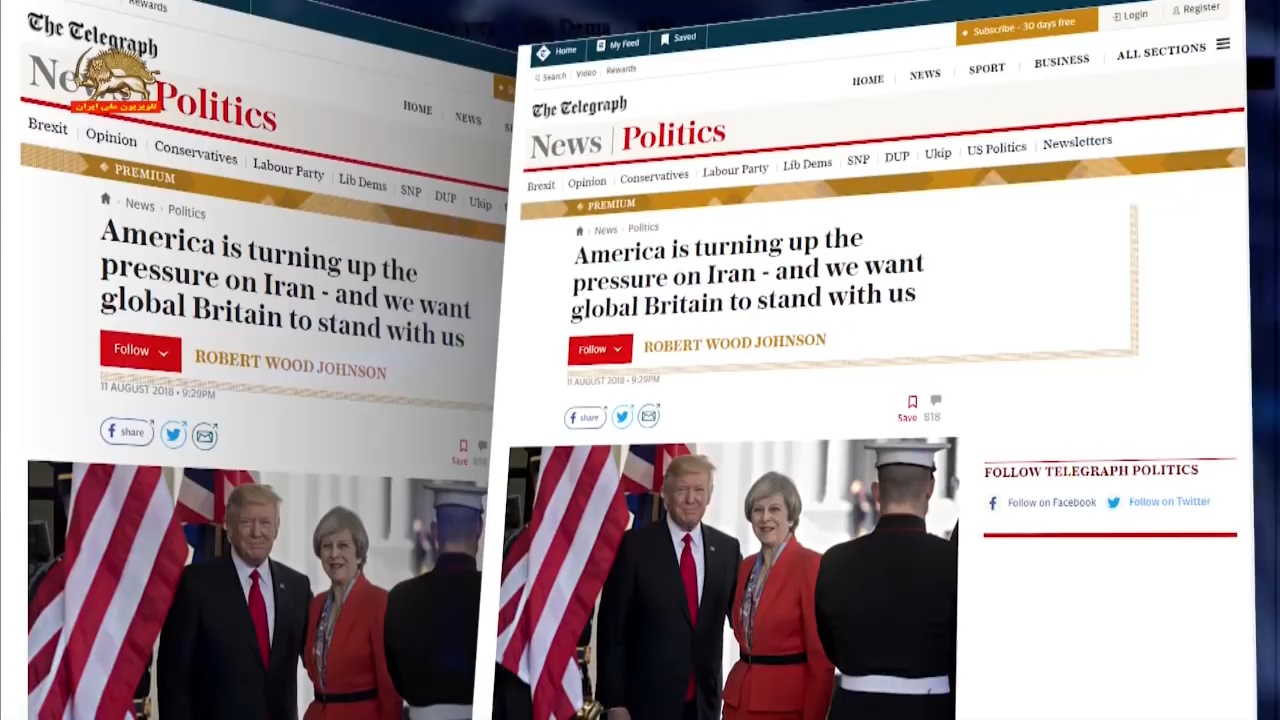 Rewards
The Telegraph
News
Politics
تلویزیون ملی ایران
HOME
NEWS
Brexit
Opinion
Conservatives
Labour Party
Lib Dems
SNP
DUP
Ukip
PREMIUM
News
Politics
America is turning up the
pressure on Iran - and we want
global Britain to stand with us
Follow
ROBERT WOOD JOHNSON
11 AUGUST 2018 • 9:29PM
share
Save 818
Home
My Feed
Saved
Subscribe - 30 days free
Login
Register
Search
Video
Rewards
HOME
NEWS
SPORT
BUSINESS
ALL SECTIONS
The Telegraph
News | Politics
Brexit
Opinion
Conservatives
Labour Party
Lib Dems
SNP
DUP
Ukip
US Politics
Newsletters
PREMIUM
News
Politics
America is turning up the
pressure on Iran - and we want
global Britain to stand with us
Follow
ROBERT WOOD JOHNSON
11 AUGUST 2018 • 9:29PM
share
Save 818
FOLLOW TELEGRAPH POLITICS
Follow on Facebook
Follow on Twitter